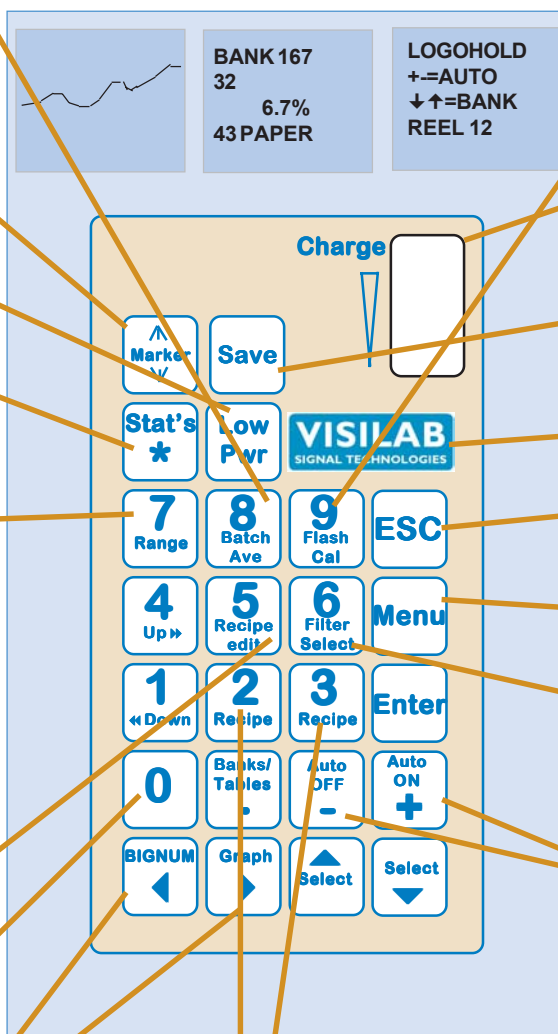 BANK 167
32
6.7%
43 PAPER
LOGOHOLD
+-=AUTO
↓↑=BANK
REEL 12
Charge
Marker
Save
Stat's
*
Low
Pwr
VISILAB
SIGNAL TECHNOLOGIES
7
Range
8
Batch
Ave
9
Flash
Cal
ESC
4
Up
5
Recipe
edit
6
Filter
Select
Menu
1
Down
2
Recipe
3
Recipe
Enter
0
Banks/
Tables
.
Auto
OFF
-
Auto
ON
+
BIGNUM
Graph
Select
Select